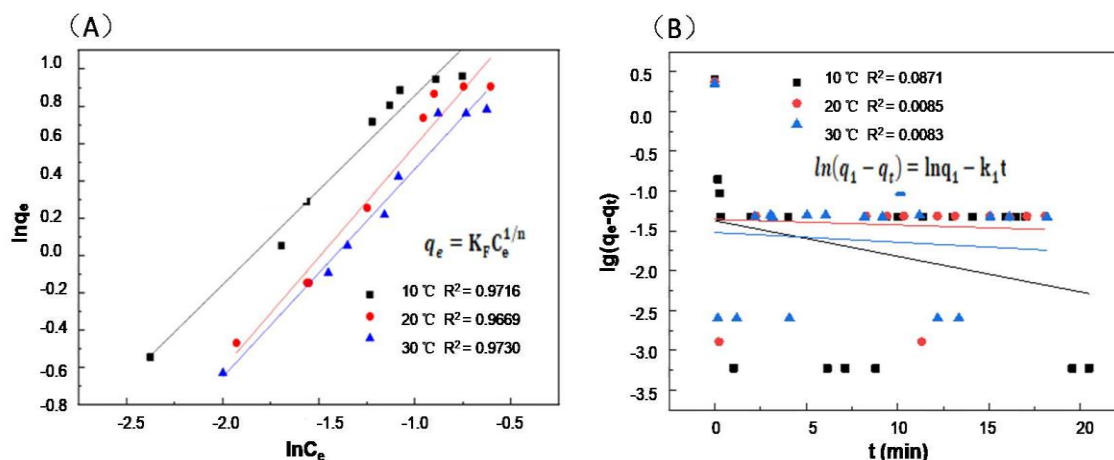 (A)
lnqe
1.0
0.8
0.6
0.4
0.2
0.0
-0.2
-0.4
-0.6
-0.8
qe = KFCe^1/n
10 ℃ R² = 0.9716
20 ℃ R² = 0.9669
30 ℃ R² = 0.9730
-2.5
-2.0
-1.5
-1.0
-0.5
lnCe
(B)
lg(qe-qt)
0.5
0.0
-0.5
-1.0
-1.5
-2.0
-2.5
-3.0
-3.5
10 ℃ R² = 0.0871
20 ℃ R² = 0.0085
30 ℃ R² = 0.0083
ln(q1 − qt) = lnq1 − k1t
0
5
10
15
20
t (min)